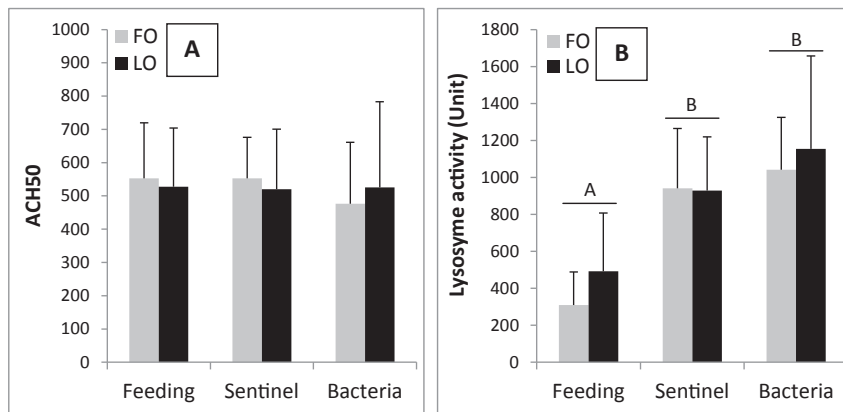 A
FO
LO
1000
900
800
700
600
500
400
300
200
100
0
ACH50
Feeding Sentinel Bacteria
B
FO
LO
1800
1600
1400
1200
1000
800
600
400
200
0
Lysosyme activity (Unit)
A
B
B
Feeding Sentinel Bacteria